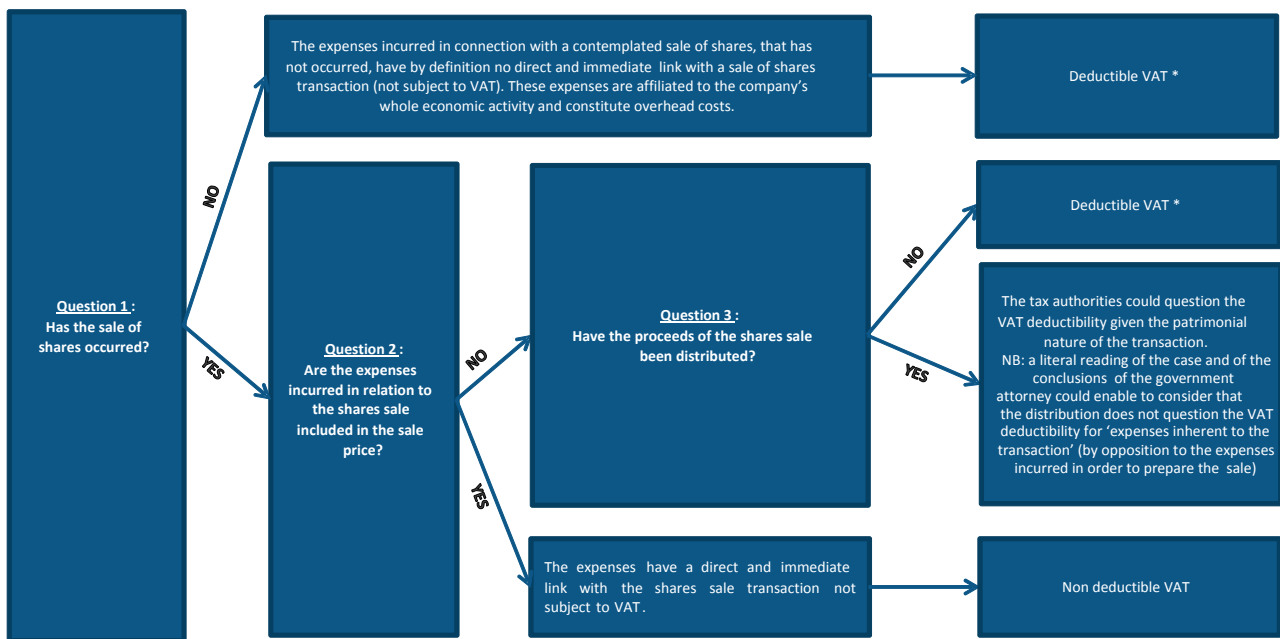 The expenses incurred in connection with a contemplated sale of shares, that has
not occurred, have by definition no direct and immediate link with a sale of shares
transaction (not subject to VAT). These expenses are affiliated to the company's
whole economic activity and constitute overhead costs.
Deductible VAT *
NO
Question 1 :
Has the sale of
shares occurred?
YES
Question 2 :
Are the expenses
incurred in relation to
the shares sale
included in the sale
price?
NO
Question 3 :
Have the proceeds of the shares sale
been distributed?
NO
Deductible VAT *
YES
The tax authorities could question the
VAT deductibility given the patrimonial
nature of the transaction.
NB: a literal reading of the case and of the
conclusions of the government
attorney could enable to consider that
the distribution does not question the VAT
deductibility for 'expenses inherent to the
transaction' (by opposition to the expenses
incurred in order to prepare the sale)
YES
The expenses have a direct and immediate
link with the shares sale transaction not
subject to VAT.
Non deductible VAT